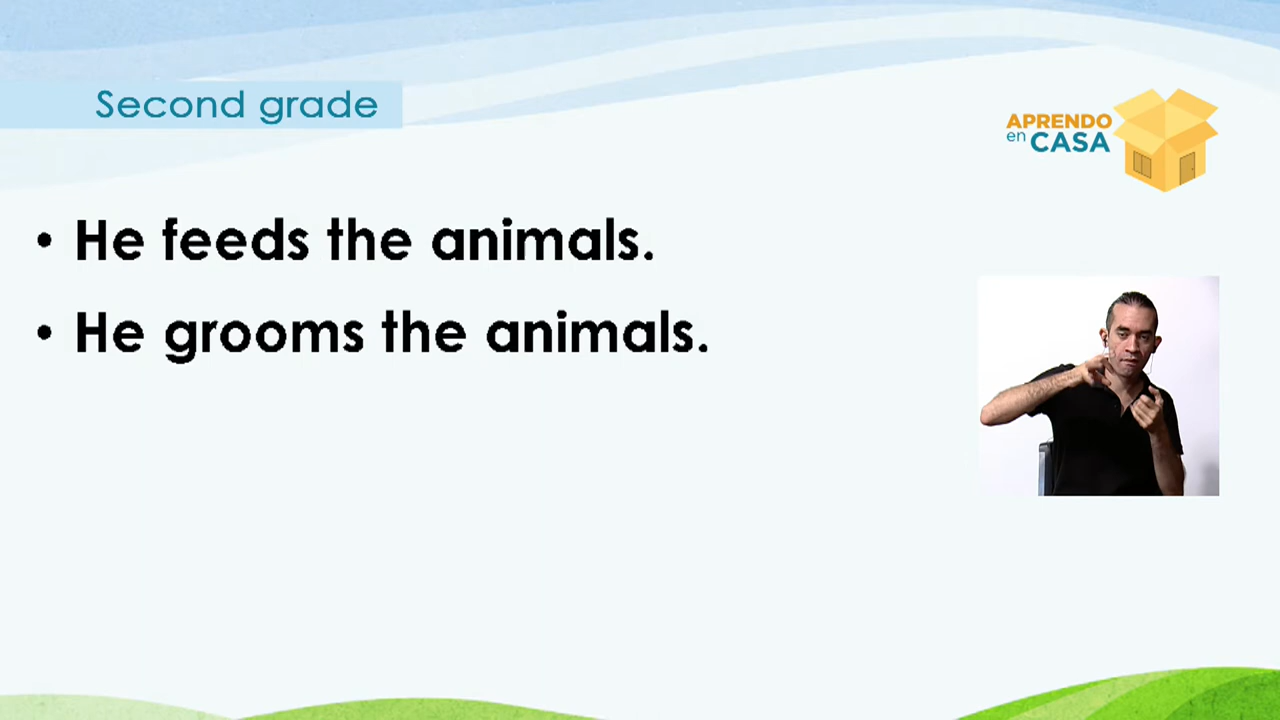 Second grade
APRENDO
en CASA
• He feeds the animals.
• He grooms the animals.